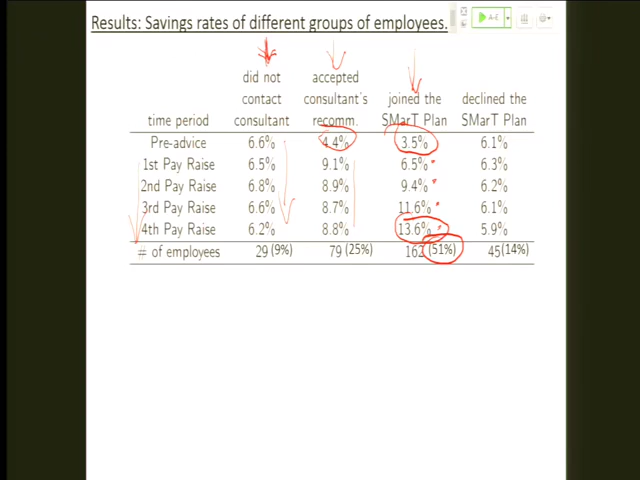 Results: Savings rates of different groups of employees.
A-E
did not accepted
contact consultant's joined the declined the
time period consultant recomm. SMarT Plan SMarT Plan
Pre-advice 6.6% 4.4% 3.5% 6.1%
1st Pay Raise 6.5% 9.1% 6.5% 6.3%
2nd Pay Raise 6.8% 8.9% 9.4% 6.2%
3rd Pay Raise 6.6% 8.7% 11.6% 6.1%
4th Pay Raise 6.2% 8.8% 13.6% 5.9%
# of employees 29 (9%) 79 (25%) 162 (51%) 45 (14%)